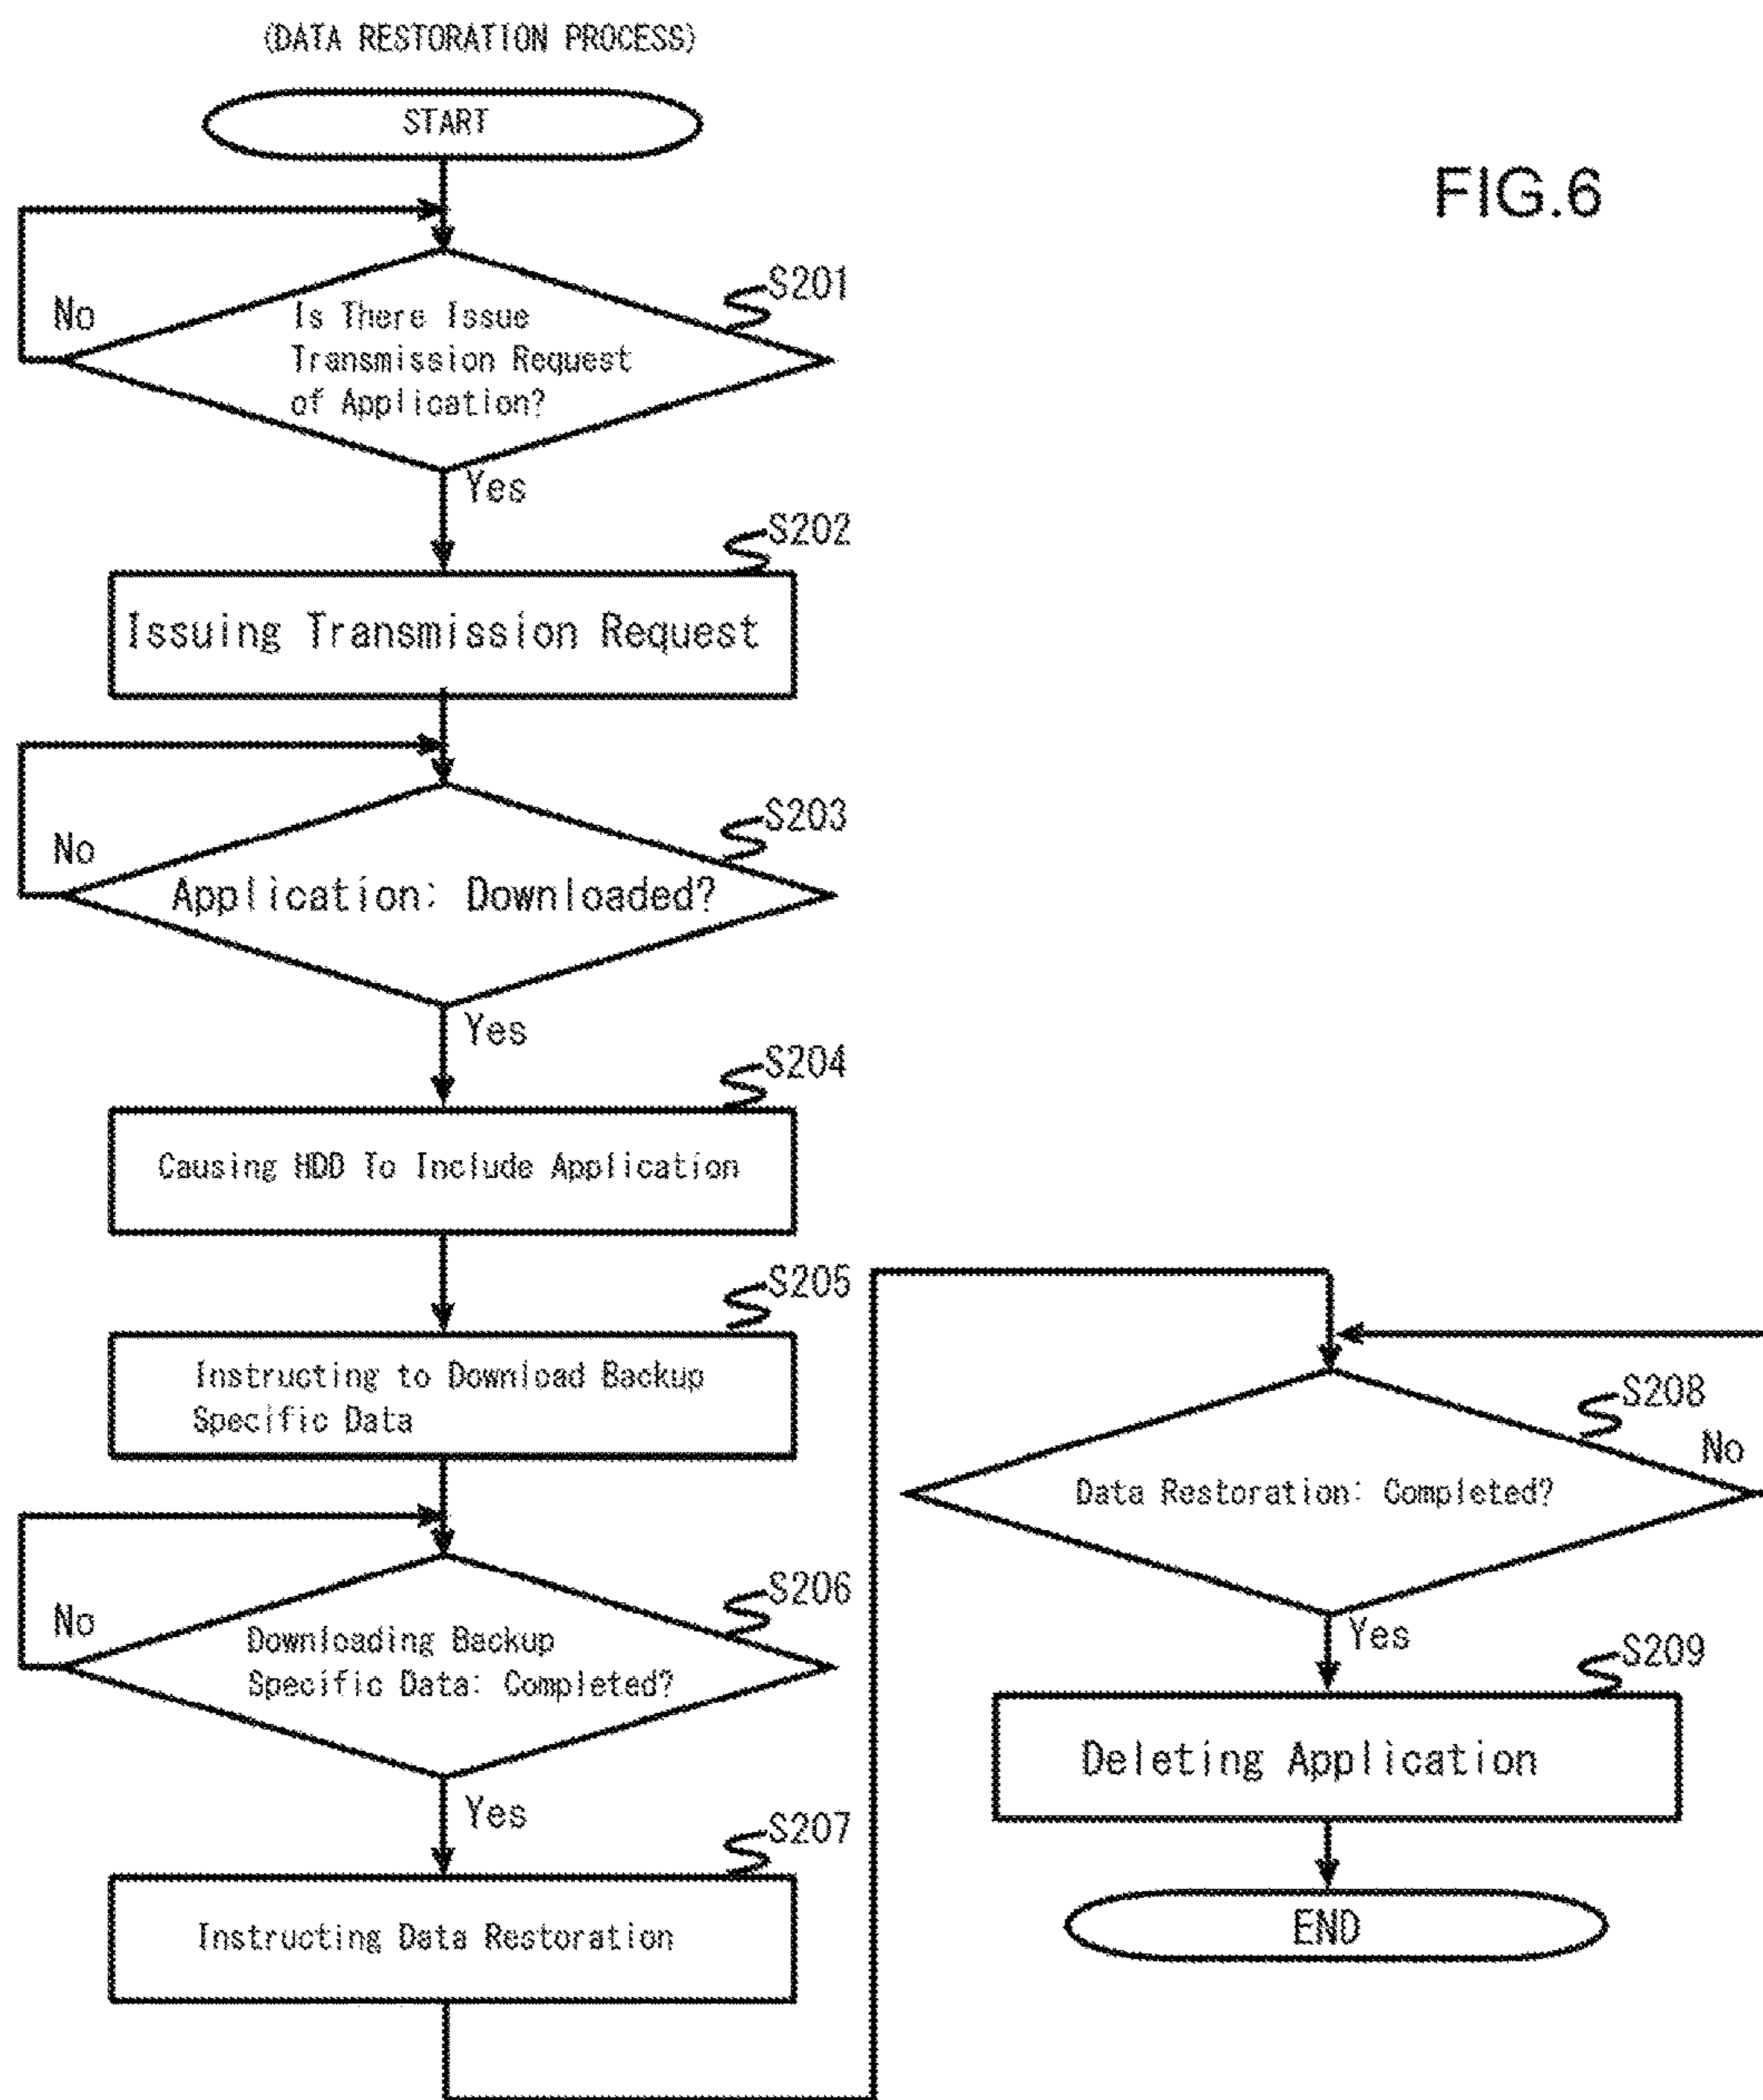 (DATA RESTORATION PROCESS)
START
FIG.6
S201
No
Is There Issue
Transmission Request
of Application?
Yes
S202
Issuing Transmission Request
S203
No
Application: Downloaded?
Yes
S204
Causing HDD To Include Application
S205
Instructing to Download Backup
Specific Data
S206
No
Downloading Backup
Specific Data: Completed?
Yes
S207
Instructing Data Restoration
S208
No
Data Restoration: Completed?
Yes
S209
Deleting Application
END